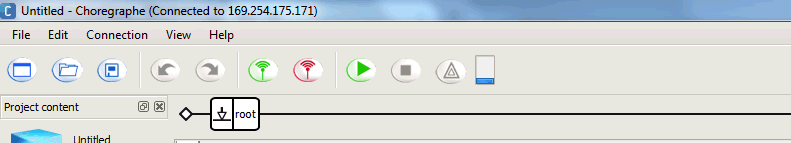 C Untitled - Choregraphe (Connected to 169.254.175.171)
File Edit Connection View Help
Project content
root
Untitled